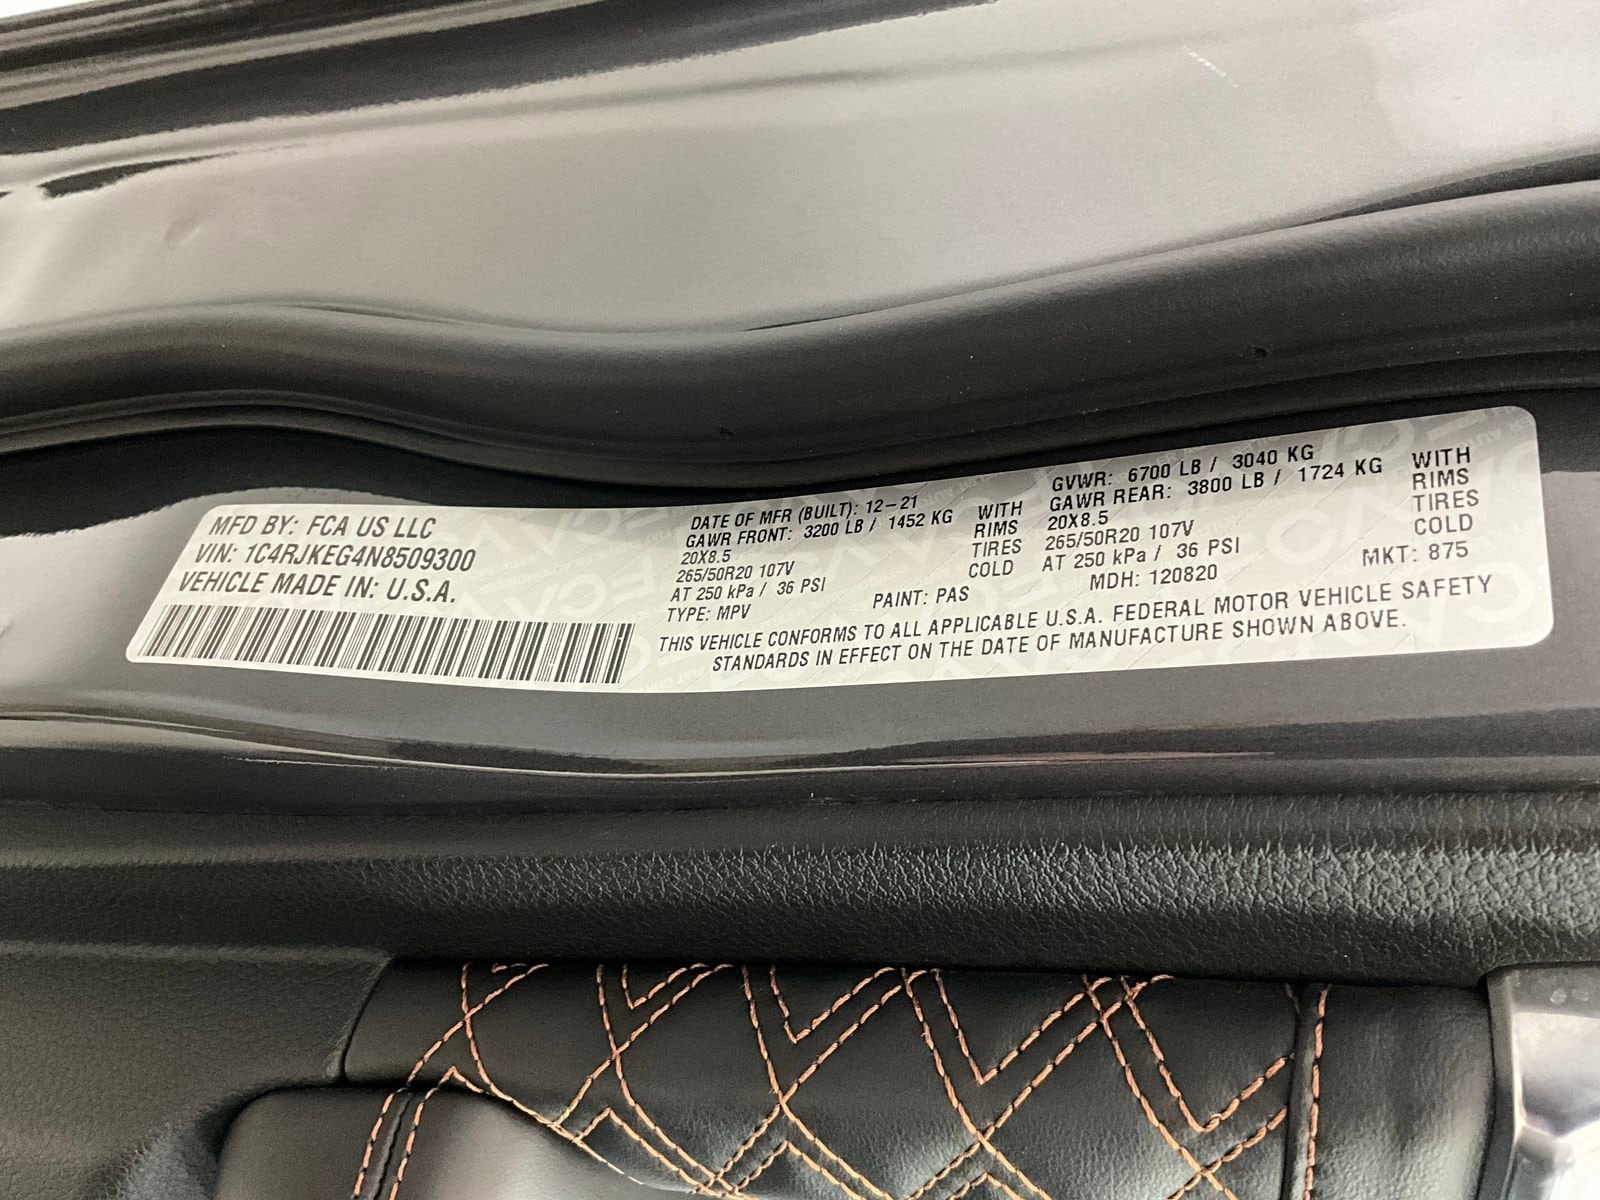 MFD BY: FCA US LLC
VIN: 1C4RJKEG4N8509300
VEHICLE MADE IN: U.S.A.
DATE OF MFR (BUILT): 12-21
GAWR FRONT: 3200 LB / 1452 KG WITH
20X8.5 RIMS
265/50R20 107V TIRES
AT 250 kPa / 36 PSI COLD
TYPE: MPV PAINT: PAS
GVWR: 6700 LB / 3040 KG
GAWR REAR: 3800 LB / 1724 KG WITH
20X8.5 RIMS
265/50R20 107V TIRES
AT 250 kPa / 36 PSI COLD
MDH: 120820 MKT: 875
THIS VEHICLE CONFORMS TO ALL APPLICABLE U.S.A. FEDERAL MOTOR VEHICLE SAFETY
STANDARDS IN EFFECT ON THE DATE OF MANUFACTURE SHOWN ABOVE.